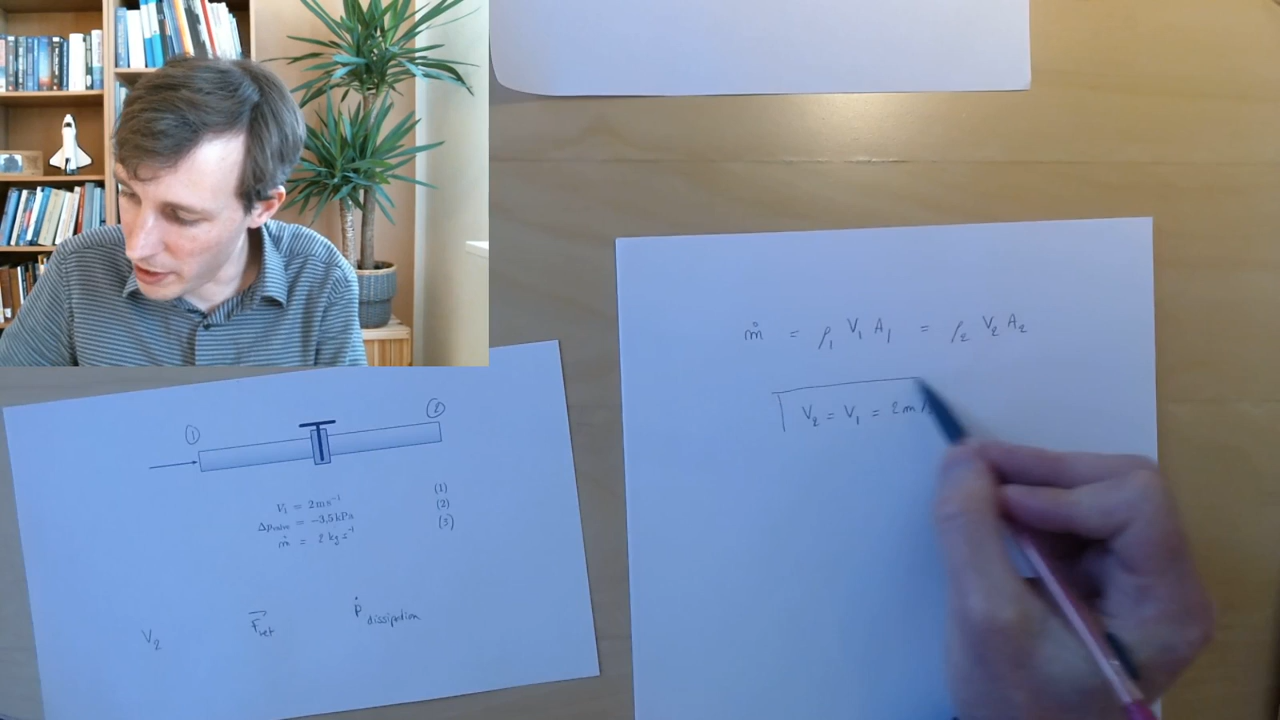 ṁ = ρ₁ V₁ A₁ = ρ₂ V₂ A₂
V₂ = V₁ = 2 m/s
① ②
V₁ = 2 m s⁻¹ (1)
Δp_valve = −3,5 kPa (2)
ṁ = 2 kg s⁻¹ (3)
V₂ F⃗_net Ṗ_dissipation